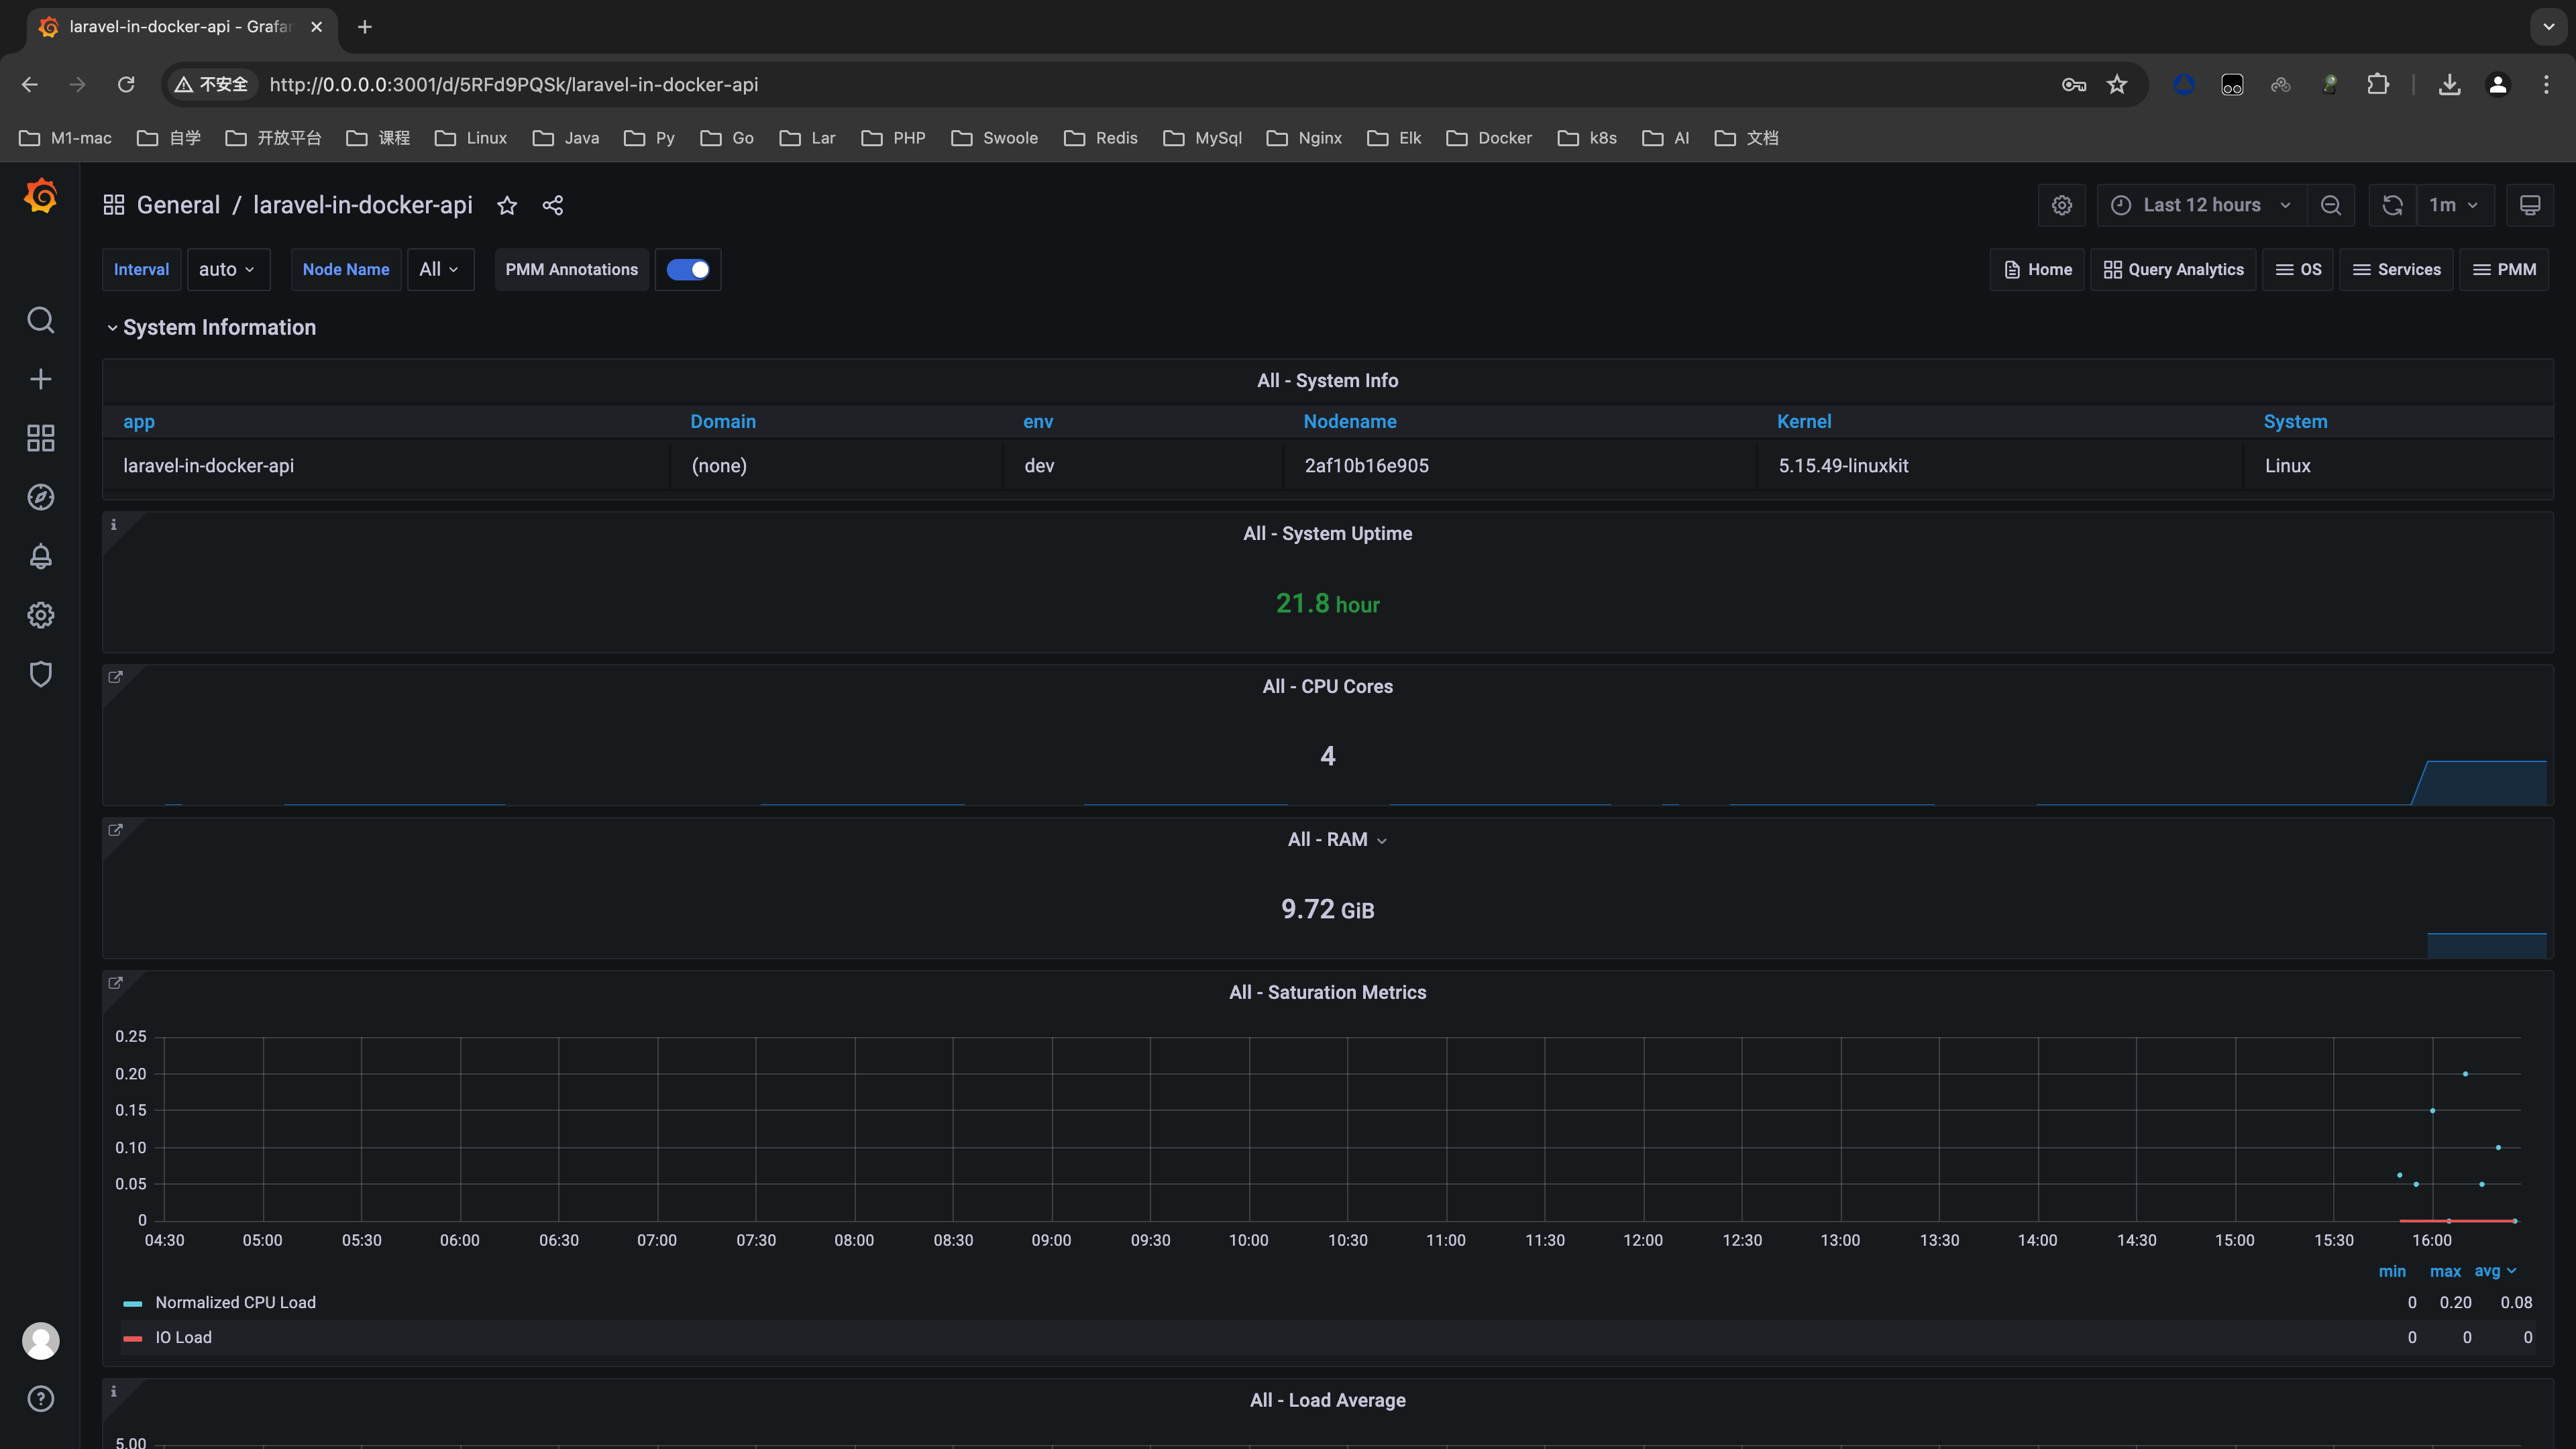 laravel-in-docker-api - Grafan
不安全 http://0.0.0.0:3001/d/5RFd9PQSk/laravel-in-docker-api
M1-mac 自学 开放平台 课程 Linux Java Py Go Lar PHP Swoole Redis MySql Nginx Elk Docker k8s AI 文档
General / laravel-in-docker-api Last 12 hours 1m
Interval auto Node Name All PMM Annotations Home Query Analytics OS Services PMM
System Information
All - System Info
app Domain env Nodename Kernel System
laravel-in-docker-api (none) dev 2af10b16e905 5.15.49-linuxkit Linux
All - System Uptime
21.8 hour
All - CPU Cores
4
All - RAM
9.72 GiB
All - Saturation Metrics
0.25
0.20
0.15
0.10
0.05
0
04:30 05:00 05:30 06:00 06:30 07:00 07:30 08:00 08:30 09:00 09:30 10:00 10:30 11:00 11:30 12:00 12:30 13:00 13:30 14:00 14:30 15:00 15:30 16:00
min max avg
Normalized CPU Load 0 0.20 0.08
IO Load 0 0 0
All - Load Average
5.00